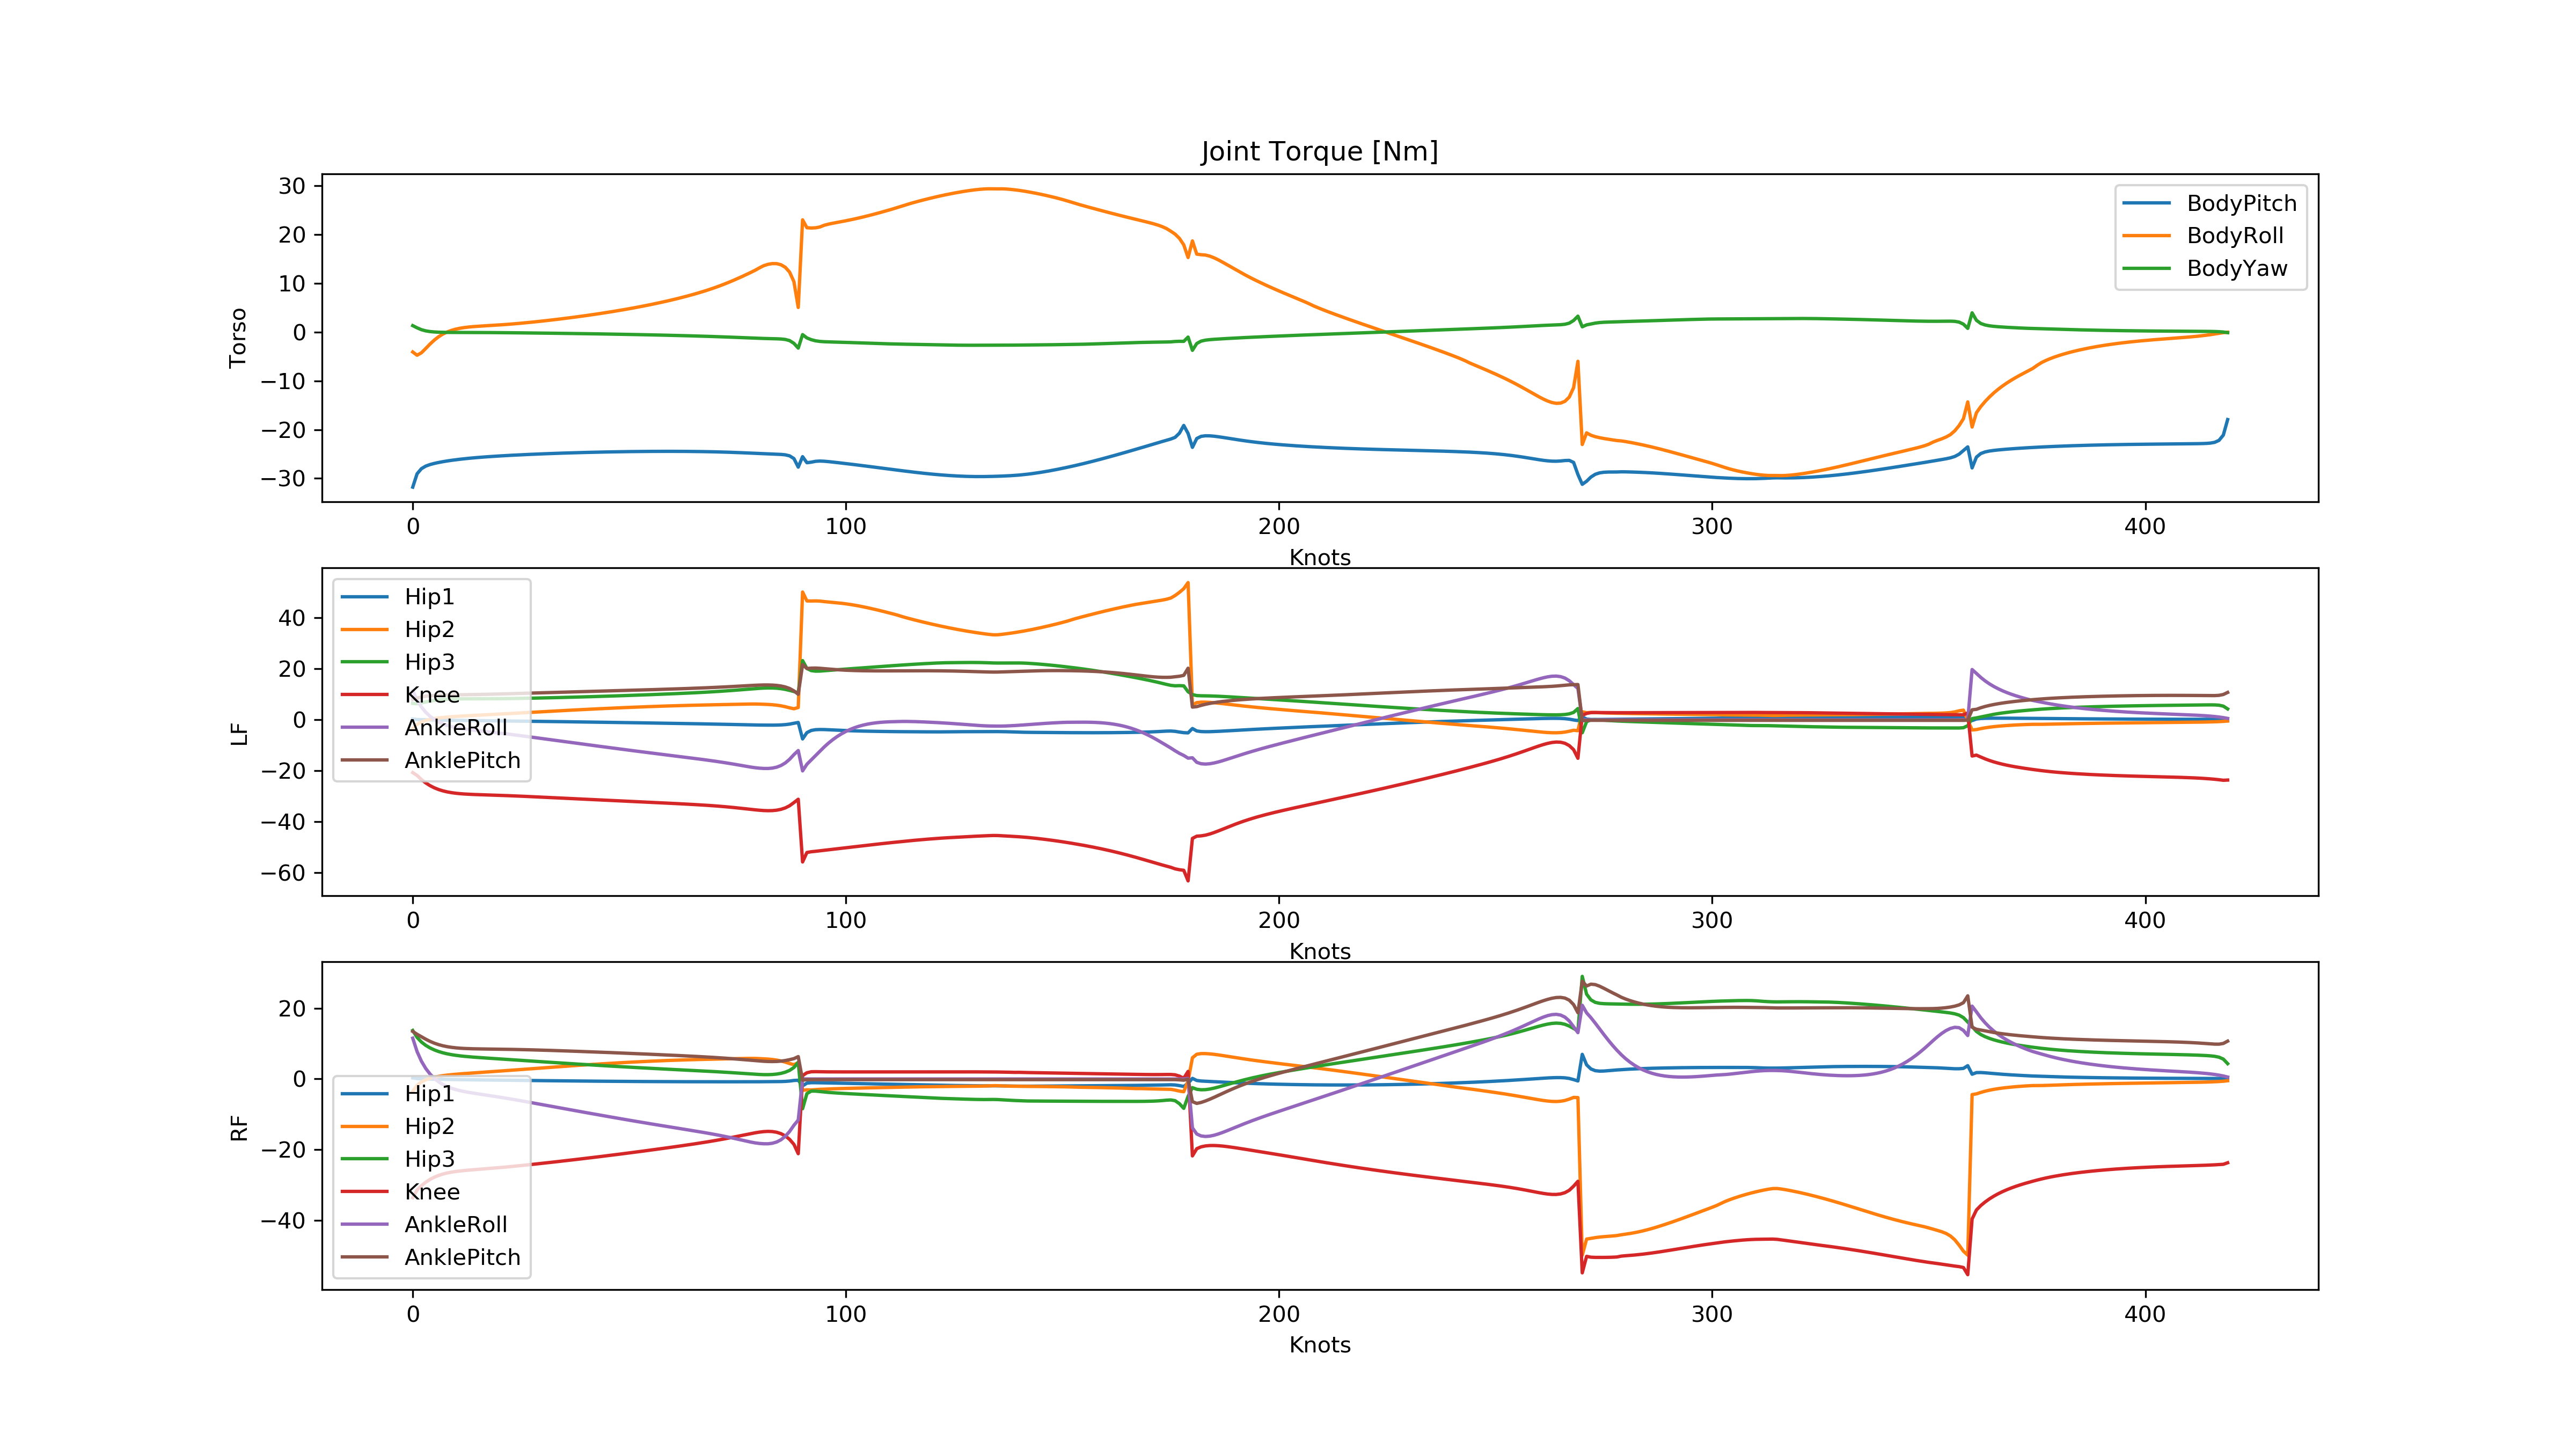 Joint Torque [Nm]
30
20
10
0
−10
−20
−30
Torso
BodyPitch
BodyRoll
BodyYaw
0 100 200 300 400
Knots
40
20
0
−20
−40
−60
LF
Hip1
Hip2
Hip3
Knee
AnkleRoll
AnklePitch
0 100 200 300 400
Knots
20
0
−20
−40
RF
Hip1
Hip2
Hip3
Knee
AnkleRoll
AnklePitch
0 100 200 300 400
Knots